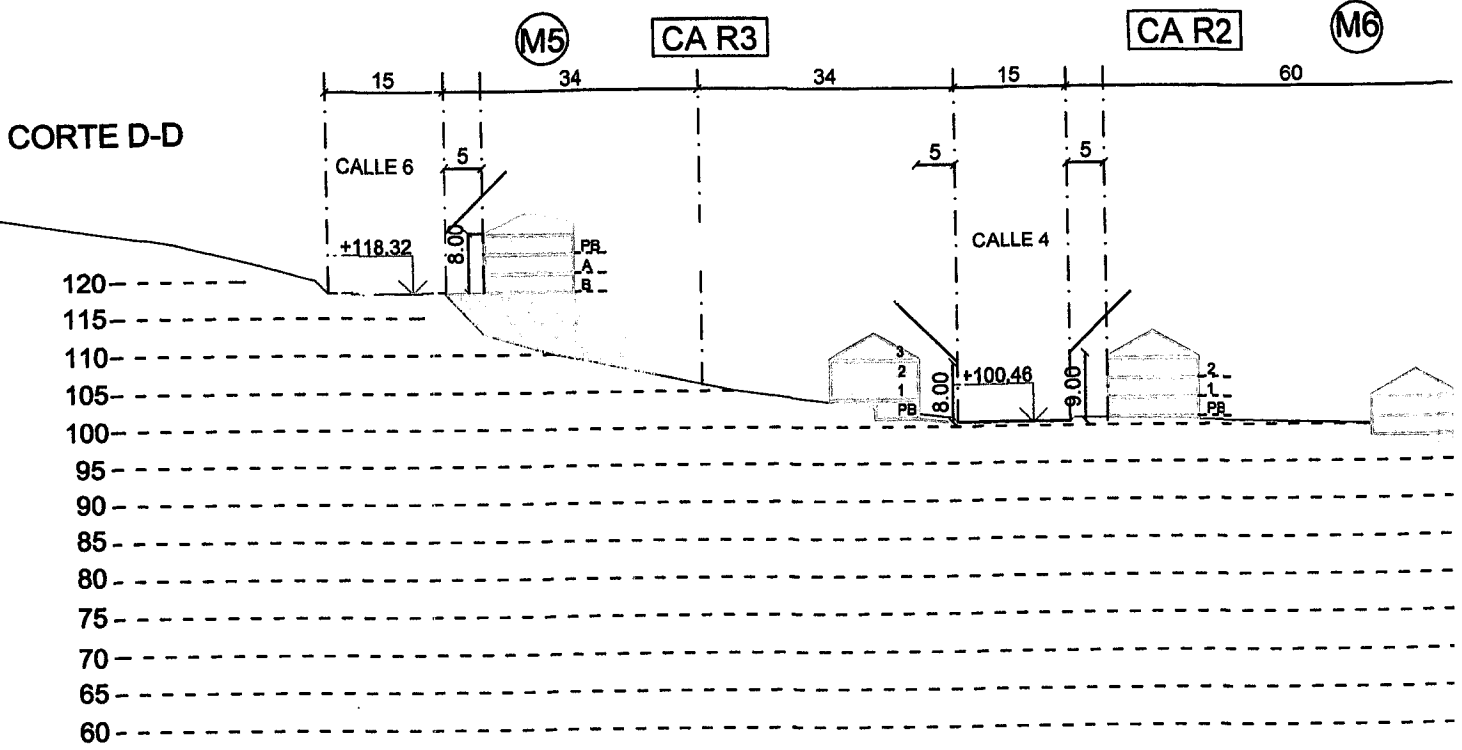 M5 CA R3 CA R2 M6
15 34 34 15 60
CORTE D-D
CALLE 6 5 5 5
CALLE 4
+118.32 8.00 PB
A
B
120
115
110
105
100
3
2
1
PB 8.00 +100,46 9.00 2
1
PB
95
90
85
80
75
70
65
60